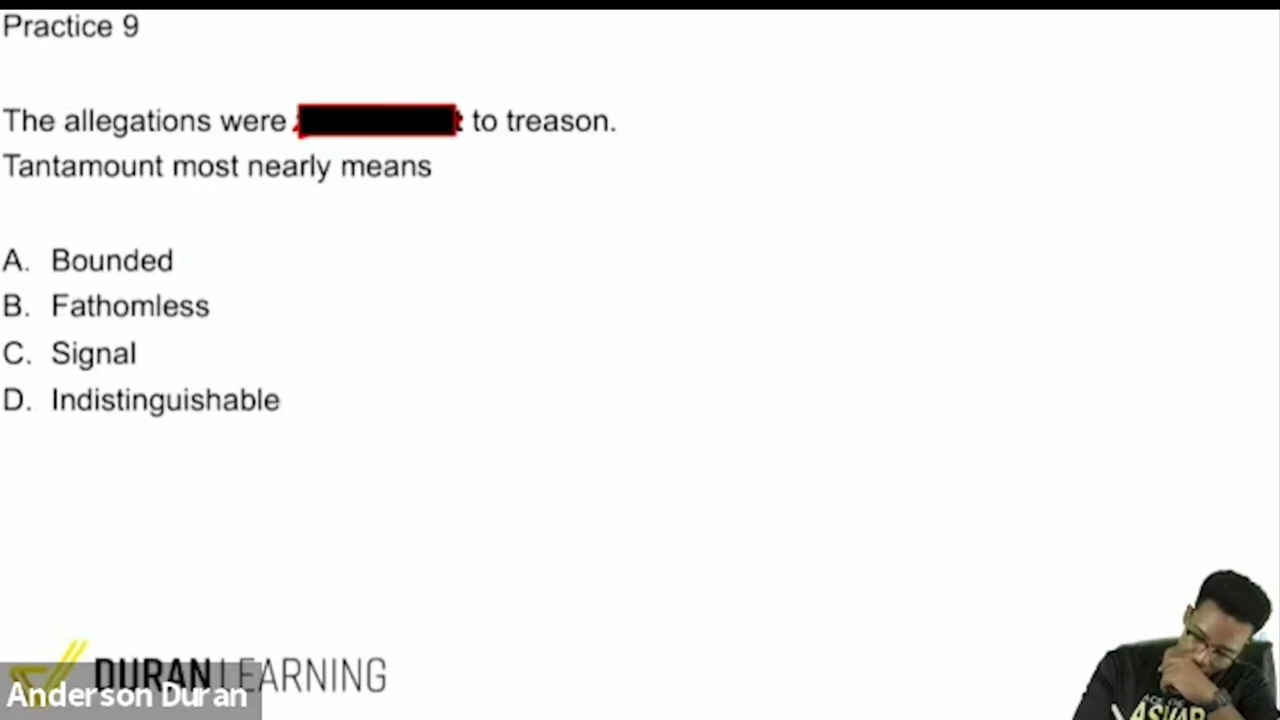 Practice 9
The allegations were to treason.
Tantamount most nearly means
A. Bounded
B. Fathomless
C. Signal
D. Indistinguishable
DURAN LEARNING
Anderson Duran
ASVAB